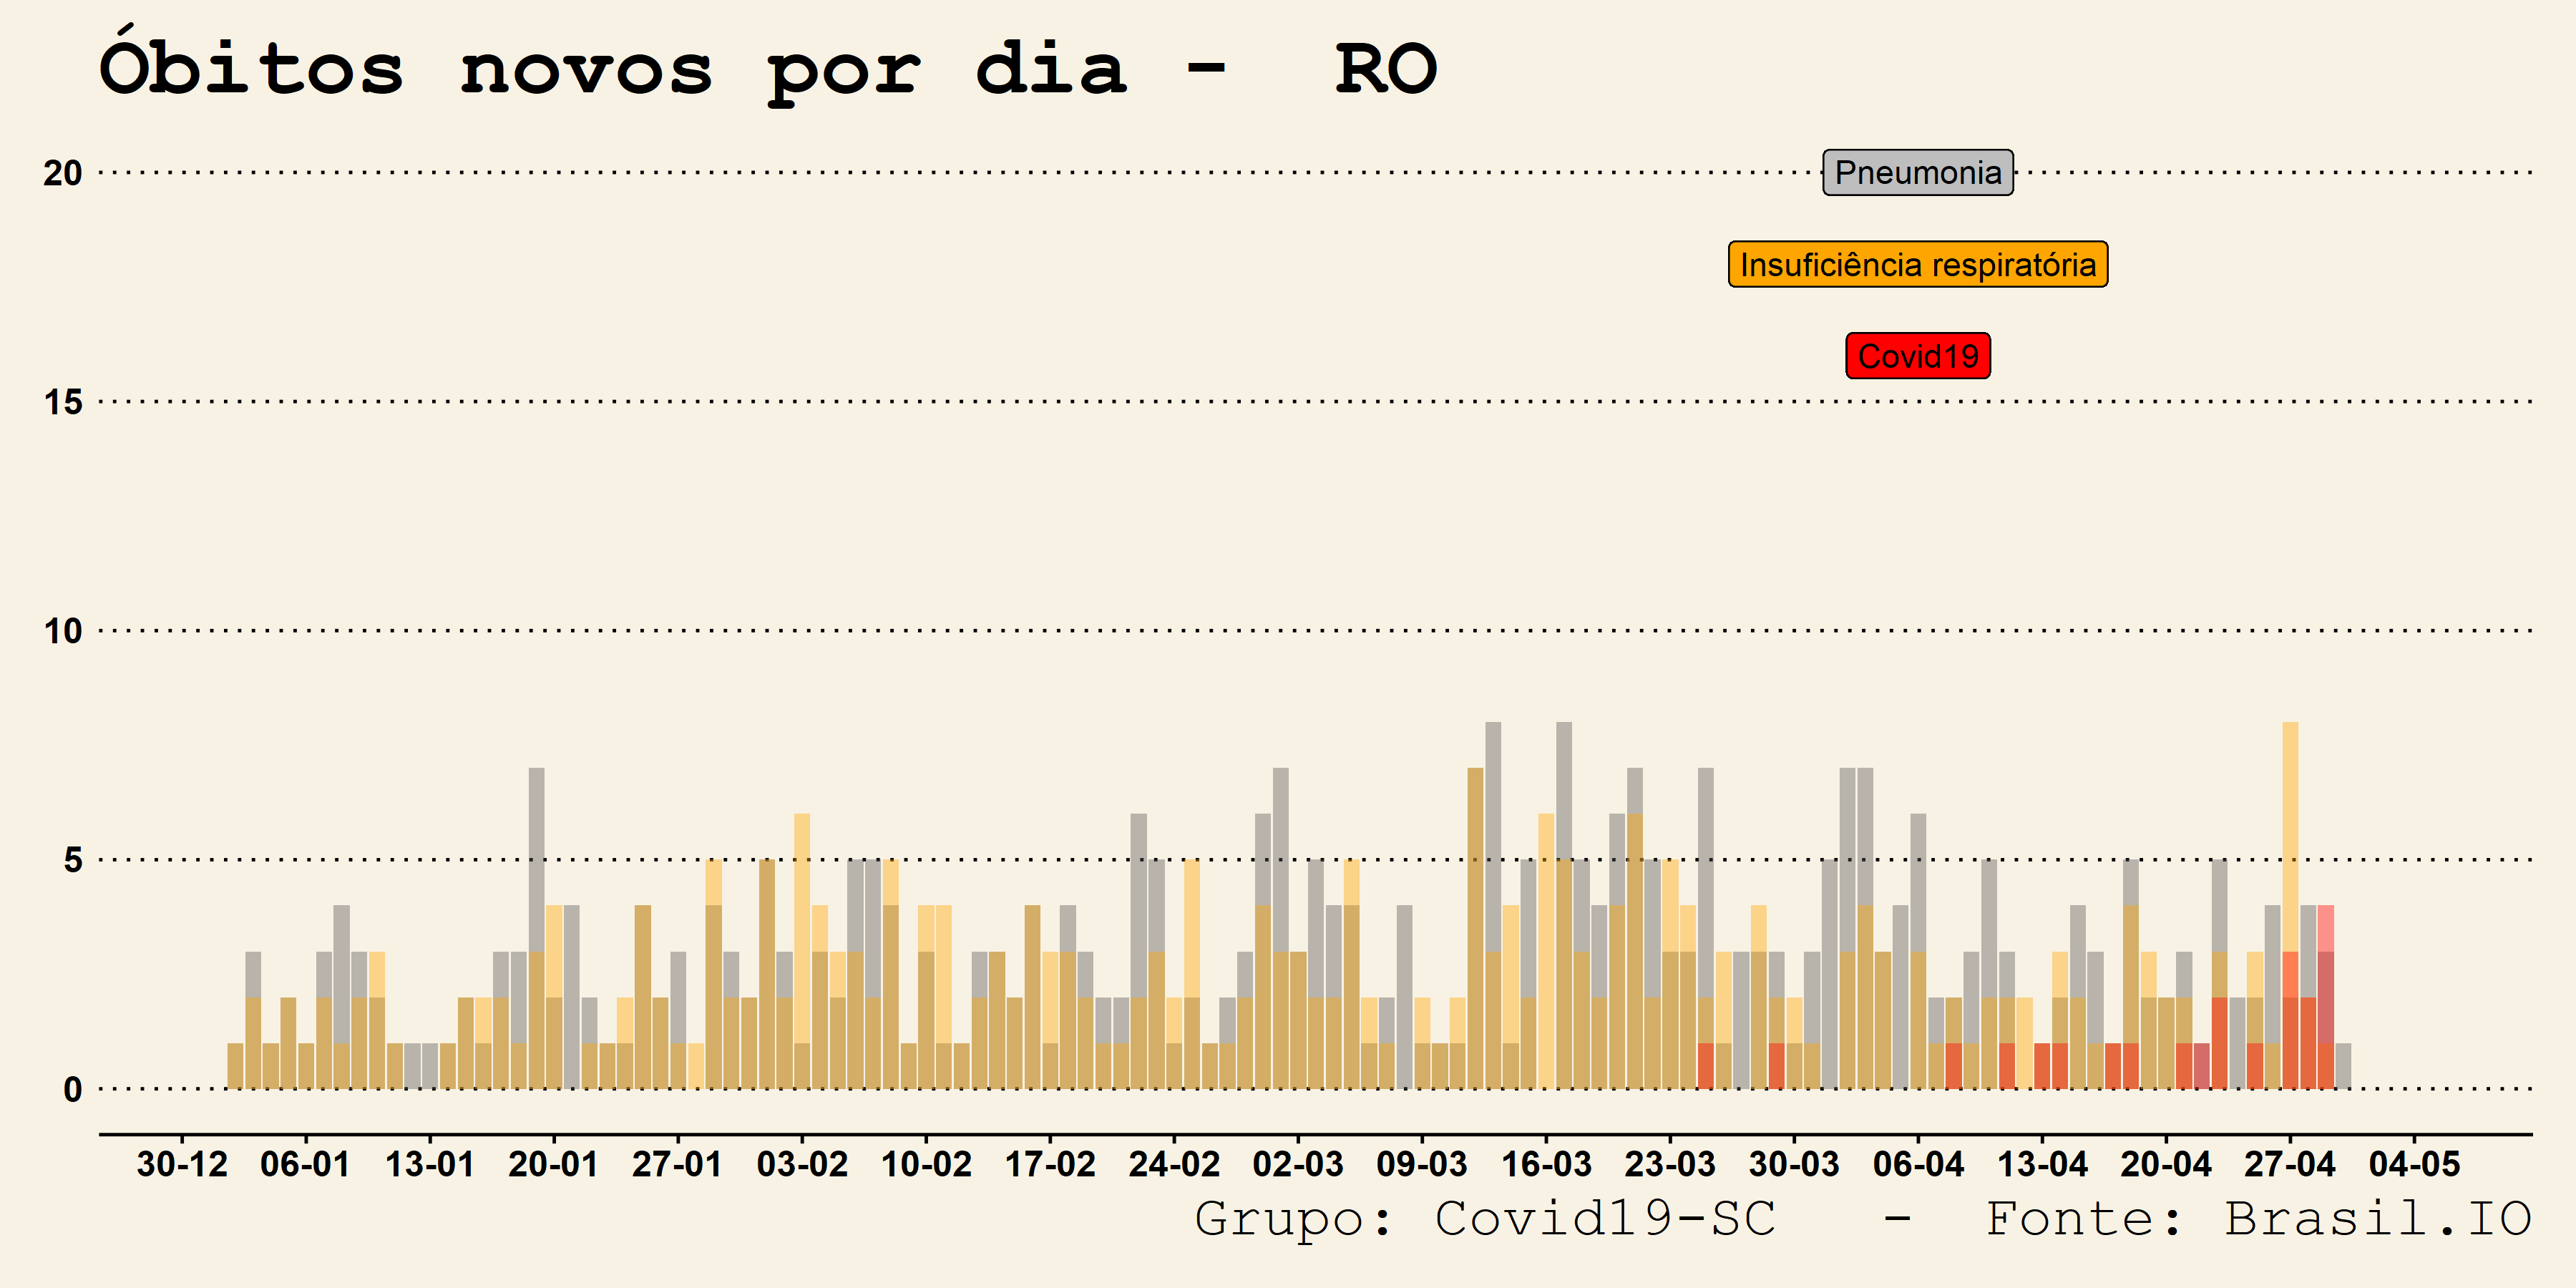 Óbitos novos por dia - RO
20
Pneumonia
Insuficiência respiratória
Covid19
15
10
5
0
30-12 06-01 13-01 20-01 27-01 03-02 10-02 17-02 24-02 02-03 09-03 16-03 23-03 30-03 06-04 13-04 20-04 27-04 04-05
Grupo: Covid19-SC - Fonte: Brasil.IO